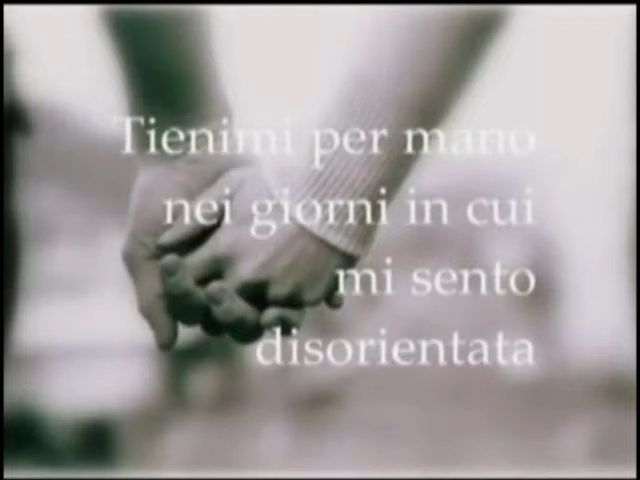 Tienimi per mano
nei giorni in cui
mi sento
disorientata